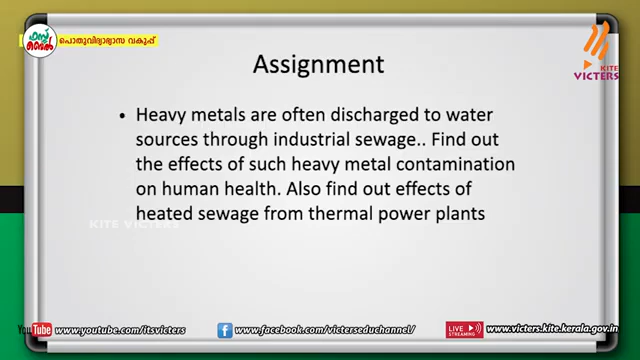 ഫസ്റ്റ്
ബെൽ
പൊതുവിദ്യാഭ്യാസ വകുപ്പ്
KITE
VICTERS
Assignment
• Heavy metals are often discharged to water
sources through industrial sewage.. Find out
the effects of such heavy metal contamination
on human health. Also find out effects of
heated sewage from thermal power plants
KITE VICTERS
YouTube www.youtube.com/itsvicters
f www.facebook.com/victerseduchannel/
LIVE STREAMING www.victers.kite.kerala.gov.in